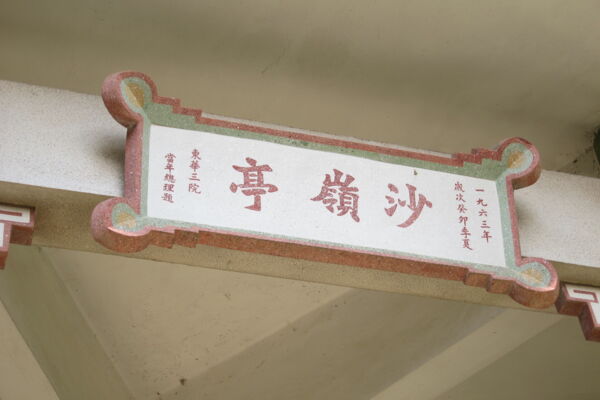 一九六三年
歲次癸卯季夏
沙嶺亭
東華三院
當年總理題